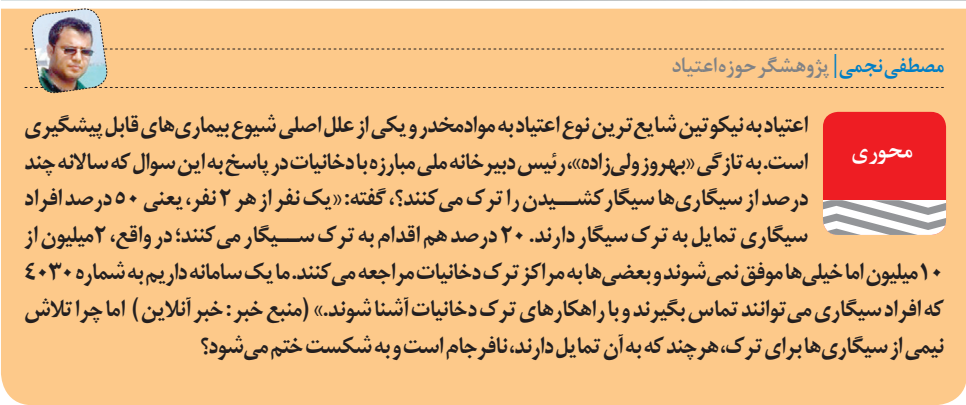 مصطفی نجمی | پژوهشگر حوزه اعتیاد
محوری
اعتیاد به نیکوتین شایع ترین نوع اعتیاد به مواد مخدر و یکی از علل اصلی شیوع بیماری‌های قابل پیشگیری
است. به تازگی «بهروز ولی‌زاده»، رئیس دبیرخانه ملی مبارزه با دخانیات در پاسخ به این سوال که سالانه چند
درصد از سیگاری‌ها سیگار کشیدن را ترک می‌کنند؟، گفته: «یک نفر از هر ۲ نفر، یعنی ۵۰ درصد افراد
سیگاری تمایل به ترک سیگار دارند. ۲۰ درصد هم اقدام به ترک سیگار می‌کنند؛ در واقع، ۲ میلیون از
۱۰ میلیون اما خیلی‌ها موفق نمی‌شوند و بعضی‌ها به مراکز ترک دخانیات مراجعه می‌کنند. ما یک سامانه داریم به شماره ۴۰۳۰
که افراد سیگاری می‌توانند تماس بگیرند و با راهکارهای ترک دخانیات آشنا شوند.» (منبع خبر: خبر آنلاین) اما چرا تلاش
نیمی از سیگاری‌ها برای ترک، هر چند که به آن تمایل دارند، نافرجام است و به شکست ختم می‌شود؟